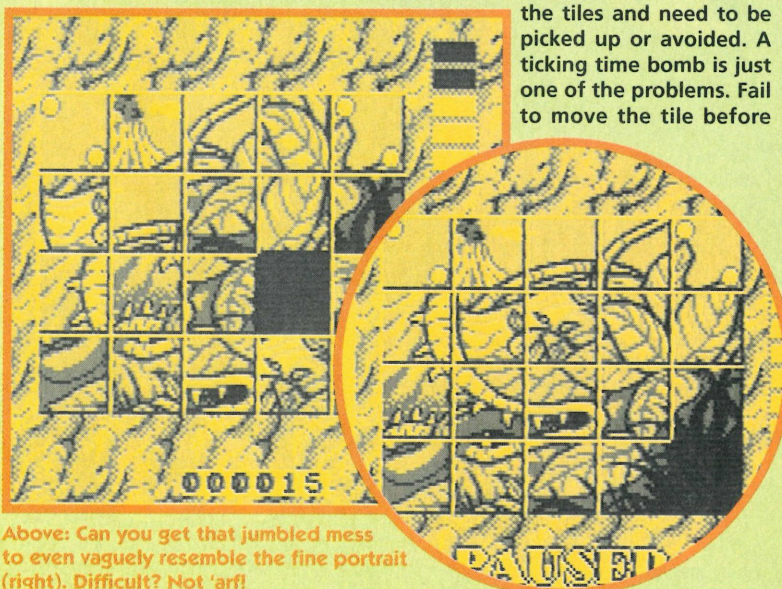 the tiles and need to be
picked up or avoided. A
ticking time bomb is just
one of the problems. Fail
to move the tile before
000015
PAUSED
Above: Can you get that jumbled mess
to even vaguely resemble the fine portrait
(right). Difficult? Not 'arf!